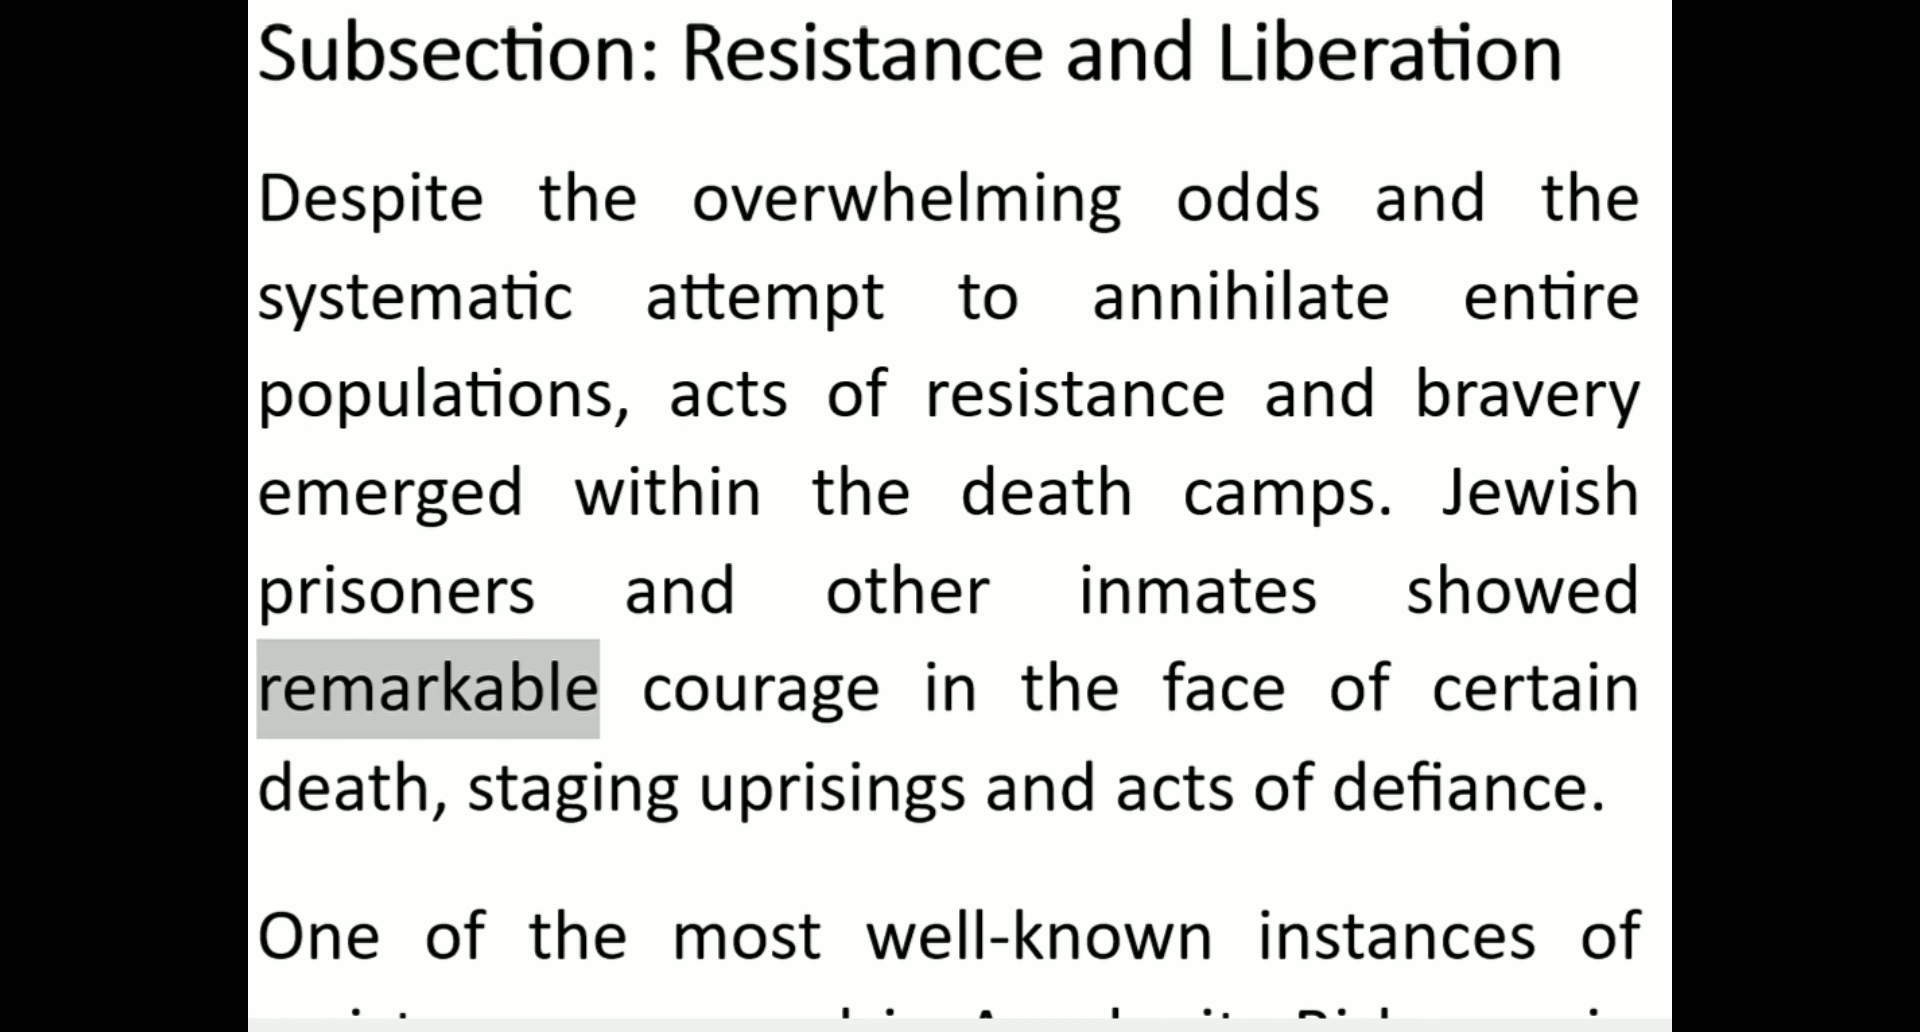 Subsection: Resistance and Liberation
Despite the overwhelming odds and the
systematic attempt to annihilate entire
populations, acts of resistance and bravery
emerged within the death camps. Jewish
prisoners and other inmates showed
remarkable courage in the face of certain
death, staging uprisings and acts of defiance.
One of the most well-known instances of